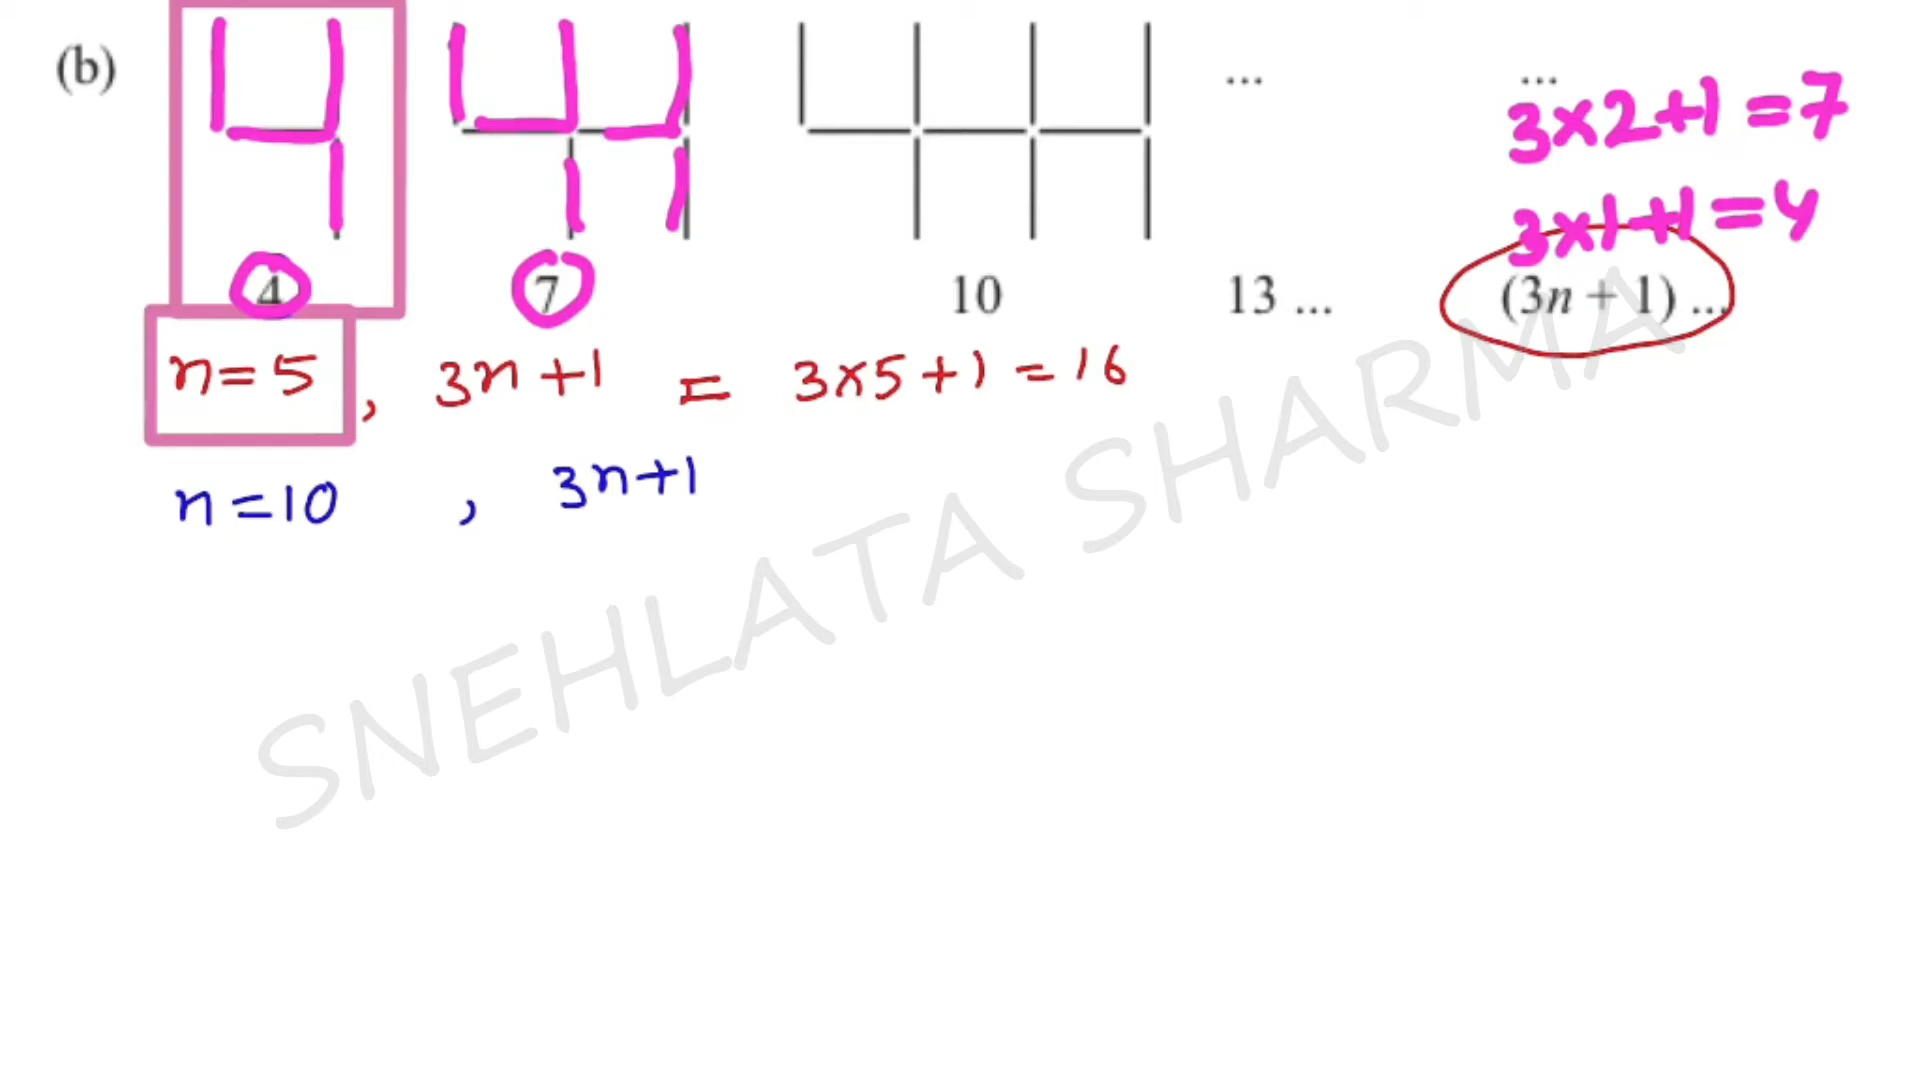 (b)
... ...
3×2+1=7
3×1+1=4
4 7 10 13 ... (3n + 1) ...
n=5, 3n+1 = 3×5+1=16
n=10 , 3n+1
SNEHLATA SHARMA